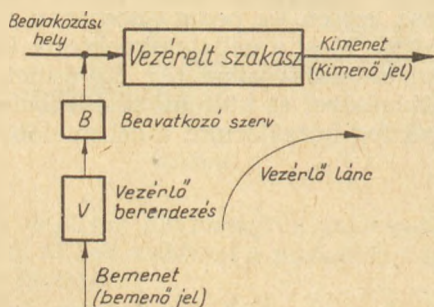 Beavakozási
hely
Vezérelt szakasz
Kimenet
(Kimenő jel)
B
Beavatkozó szerv
Vezérlő lánc
V
Vezérlő
berendezés
Bemenet
(bemenő jel)